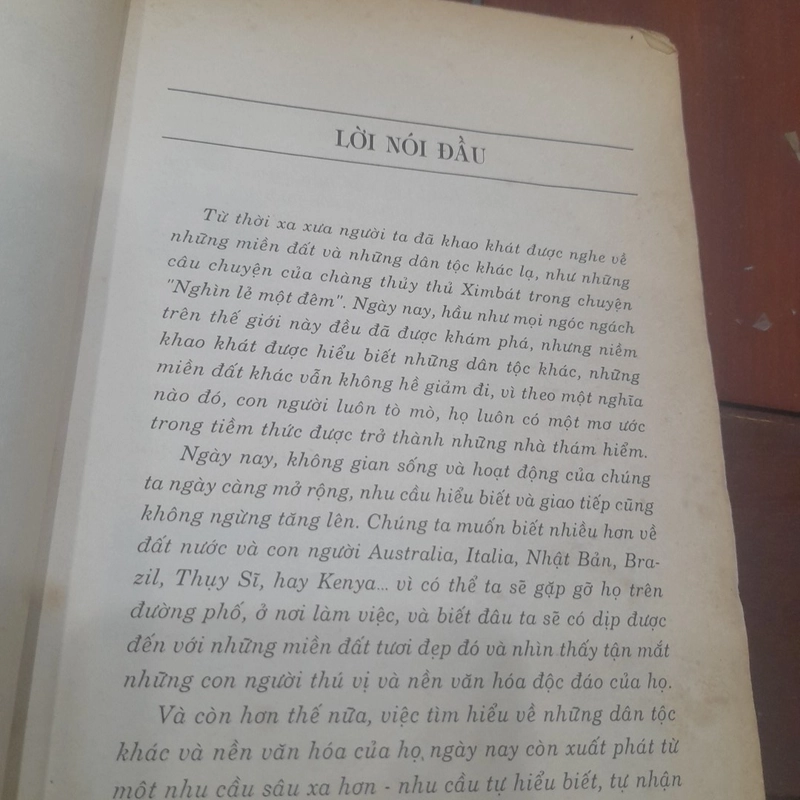 LỜI NÓI ĐẦU
Từ thời xa xưa người ta đã khao khát được nghe về
những miền đất và những dân tộc khác lạ, như những
câu chuyện của chàng thủy thủ Ximbát trong chuyện
"Nghìn lẻ một đêm". Ngày nay, hầu như mọi ngóc ngách
trên thế giới này đều đã được khám phá, nhưng niềm
khao khát được hiểu biết những dân tộc khác, những
miền đất khác vẫn không hề giảm đi, vì theo một nghĩa
nào đó, con người luôn tò mò, họ luôn có một mơ ước
trong tiềm thức được trở thành những nhà thám hiểm.
Ngày nay, không gian sống và hoạt động của chúng
ta ngày càng mở rộng, nhu cầu hiểu biết và giao tiếp cũng
không ngừng tăng lên. Chúng ta muốn biết nhiều hơn về
đất nước và con người Australia, Italia, Nhật Bản, Bra-
zil, Thụy Sĩ, hay Kenya... vì có thể ta sẽ gặp gỡ họ trên
đường phố, ở nơi làm việc, và biết đâu ta sẽ có dịp được
đến với những miền đất tươi đẹp đó và nhìn thấy tận mắt
những con người thú vị và nền văn hóa độc đáo của họ.
Và còn hơn thế nữa, việc tìm hiểu về những dân tộc
khác và nền văn hóa của họ, ngày nay còn xuất phát từ
một nhu cầu sâu xa hơn - nhu cầu tự hiểu biết, tự nhận